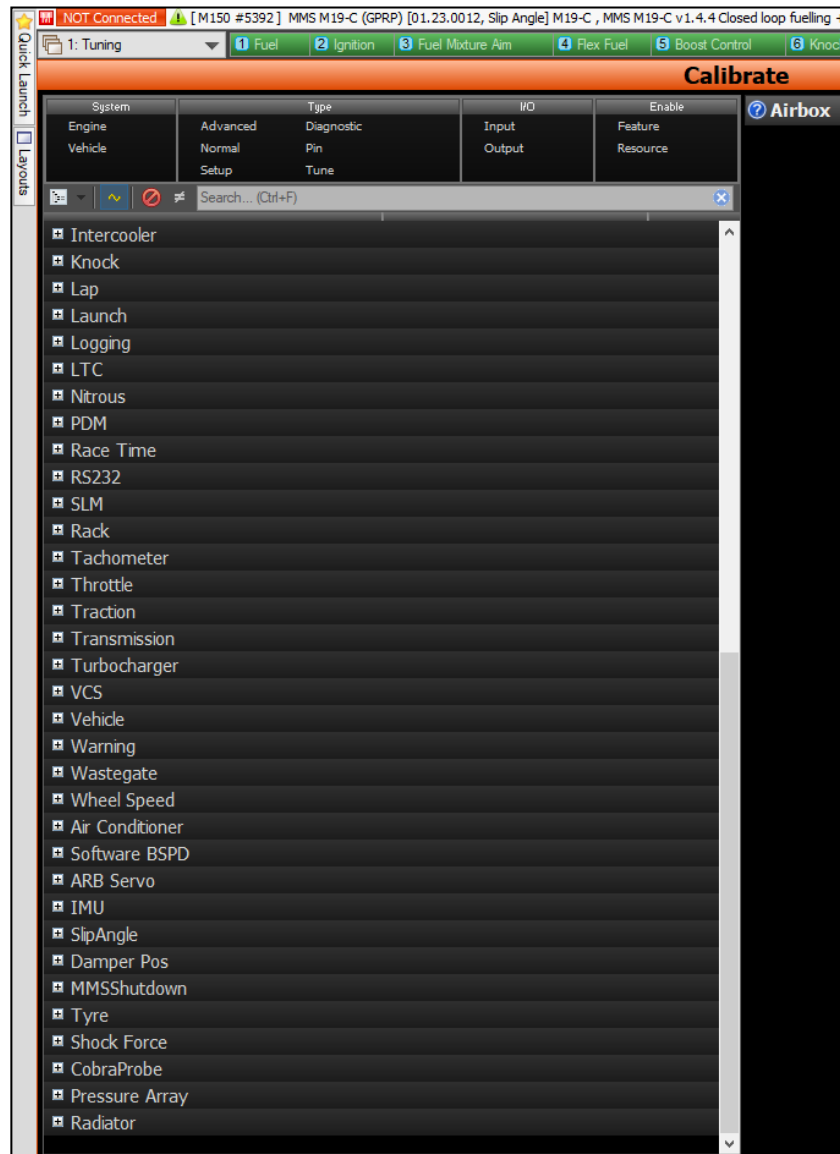 NOT Connected [ M150 #5392 ] MMS M19-C (GPRP) [01.23.0012, Slip Angle] M19-C , MMS M19-C v1.4.4 Closed loop fuelling -
Quick Launch
Layouts
1: Tuning 1 Fuel 2 Ignition 3 Fuel Mixture Aim 4 Flex Fuel 5 Boost Control 6 Knoc
Calibrate
System Type I/O Enable
Engine Advanced Diagnostic Input Feature
Vehicle Normal Pin Output Resource
Setup Tune
Airbox
Search... (Ctrl+F)
Intercooler
Knock
Lap
Launch
Logging
LTC
Nitrous
PDM
Race Time
RS232
SLM
Rack
Tachometer
Throttle
Traction
Transmission
Turbocharger
VCS
Vehicle
Warning
Wastegate
Wheel Speed
Air Conditioner
Software BSPD
ARB Servo
IMU
SlipAngle
Damper Pos
MMSShutdown
Tyre
Shock Force
CobraProbe
Pressure Array
Radiator